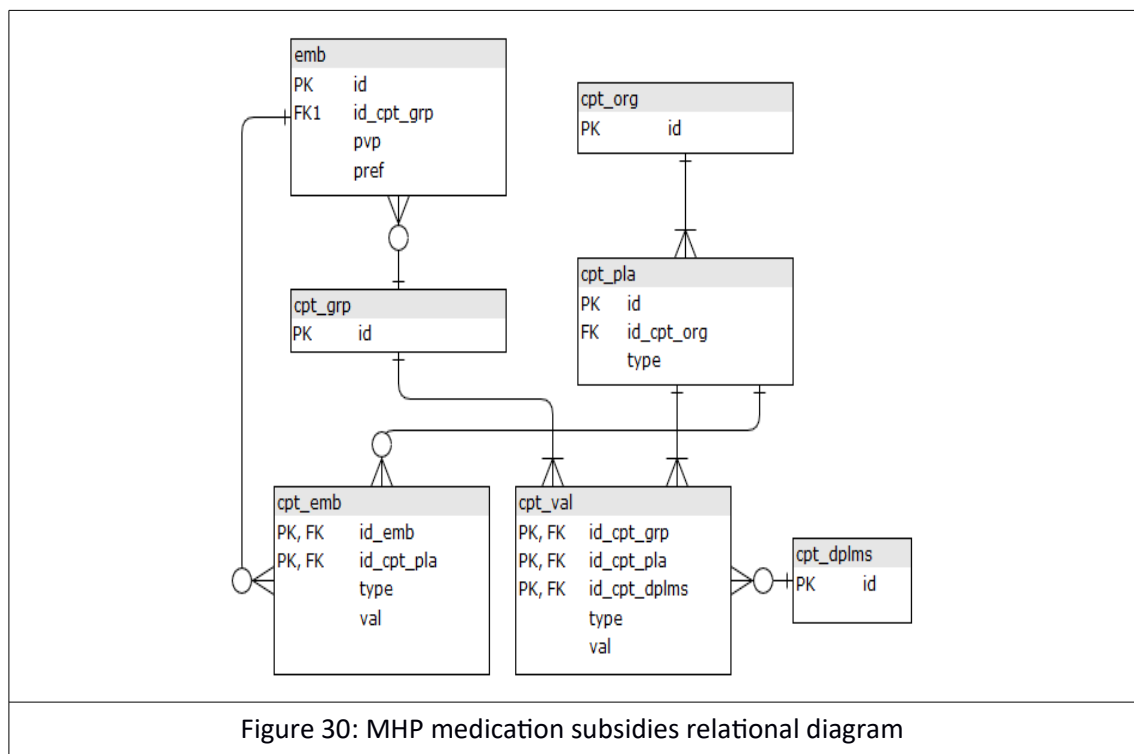 emb
PK id
FK1 id_cpt_grp
pvp
pref
cpt_org
PK id
cpt_grp
PK id
cpt_pla
PK id
FK id_cpt_org
type
cpt_emb
PK, FK id_emb
PK, FK id_cpt_pla
type
val
cpt_val
PK, FK id_cpt_grp
PK, FK id_cpt_pla
PK, FK id_cpt_dplms
type
val
cpt_dplms
PK id
Figure 30: MHP medication subsidies relational diagram